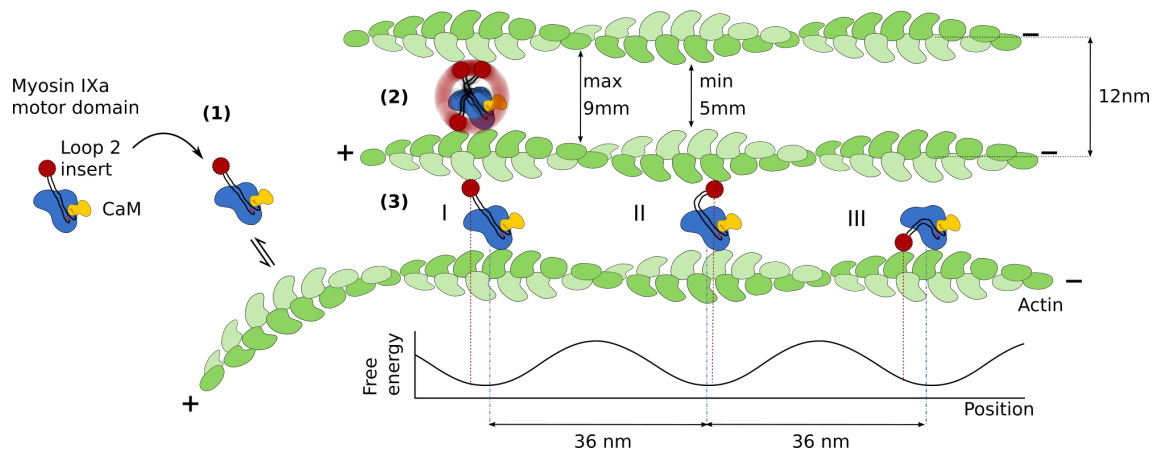 Myosin IXa
motor domain
(1)
Loop 2
insert
CaM
(2)
max
9mm
min
5mm
12nm
−
+
−
(3)
I
II
III
−
Actin
+
Free
energy
Position
36 nm
36 nm